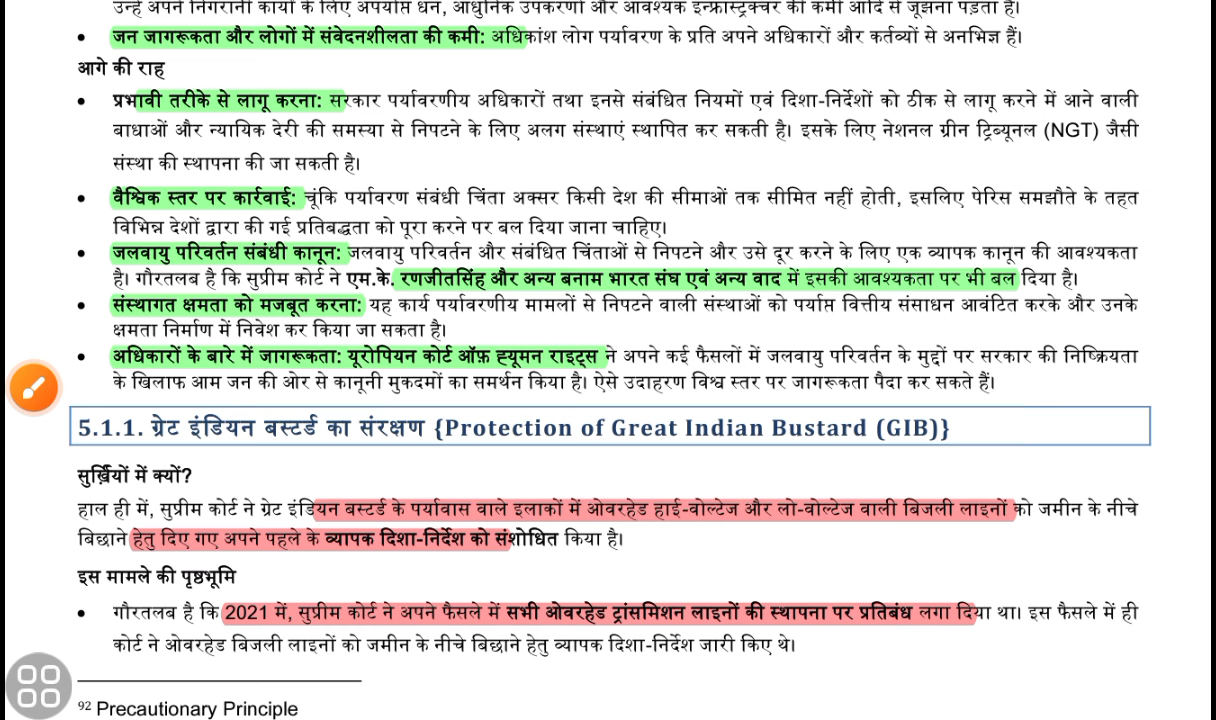 उन्हें अपने निगरानी कार्यों के लिए अपर्याप्त धन, आधुनिक उपकरणों और आवश्यक इन्फ्रास्ट्रक्चर की कमी आदि से जूझना पड़ता है।
• जन जागरूकता और लोगों में संवेदनशीलता की कमी: अधिकांश लोग पर्यावरण के प्रति अपने अधिकारों और कर्तव्यों से अनभिज्ञ हैं।
आगे की राह
• प्रभावी तरीके से लागू करना: सरकार पर्यावरणीय अधिकारों तथा इनसे संबंधित नियमों एवं दिशा-निर्देशों को ठीक से लागू करने में आने वाली
बाधाओं और न्यायिक देरी की समस्या से निपटने के लिए अलग संस्थाएं स्थापित कर सकती है। इसके लिए नेशनल ग्रीन ट्रिब्यूनल (NGT) जैसी
संस्था की स्थापना की जा सकती है।
• वैश्विक स्तर पर कार्रवाई: चूंकि पर्यावरण संबंधी चिंता अक्सर किसी देश की सीमाओं तक सीमित नहीं होती, इसलिए पेरिस समझौते के तहत
विभिन्न देशों द्वारा की गई प्रतिबद्धता को पूरा करने पर बल दिया जाना चाहिए।
• जलवायु परिवर्तन संबंधी कानून: जलवायु परिवर्तन और संबंधित चिंताओं से निपटने और उसे दूर करने के लिए एक व्यापक कानून की आवश्यकता
है। गौरतलब है कि सुप्रीम कोर्ट ने एम.के. रणजीतसिंह और अन्य बनाम भारत संघ एवं अन्य वाद में इसकी आवश्यकता पर भी बल दिया है।
• संस्थागत क्षमता को मजबूत करना: यह कार्य पर्यावरणीय मामलों से निपटने वाली संस्थाओं को पर्याप्त वित्तीय संसाधन आवंटित करके और उनके
क्षमता निर्माण में निवेश कर किया जा सकता है।
• अधिकारों के बारे में जागरूकता: यूरोपियन कोर्ट ऑफ़ ह्यूमन राइट्स ने अपने कई फैसलों में जलवायु परिवर्तन के मुद्दों पर सरकार की निष्क्रियता
के खिलाफ आम जन की ओर से कानूनी मुकदमों का समर्थन किया है। ऐसे उदाहरण विश्व स्तर पर जागरूकता पैदा कर सकते हैं।
5.1.1. ग्रेट इंडियन बस्टर्ड का संरक्षण {Protection of Great Indian Bustard (GIB)}
सुर्ख़ियों में क्यों?
हाल ही में, सुप्रीम कोर्ट ने ग्रेट इंडियन बस्टर्ड के पर्यावास वाले इलाकों में ओवरहेड हाई-वोल्टेज और लो-वोल्टेज वाली बिजली लाइनों को जमीन के नीचे
बिछाने हेतु दिए गए अपने पहले के व्यापक दिशा-निर्देश को संशोधित किया है।
इस मामले की पृष्ठभूमि
• गौरतलब है कि 2021 में, सुप्रीम कोर्ट ने अपने फैसले में सभी ओवरहेड ट्रांसमिशन लाइनों की स्थापना पर प्रतिबंध लगा दिया था। इस फैसले में ही
कोर्ट ने ओवरहेड बिजली लाइनों को जमीन के नीचे बिछाने हेतु व्यापक दिशा-निर्देश जारी किए थे।
92 Precautionary Principle